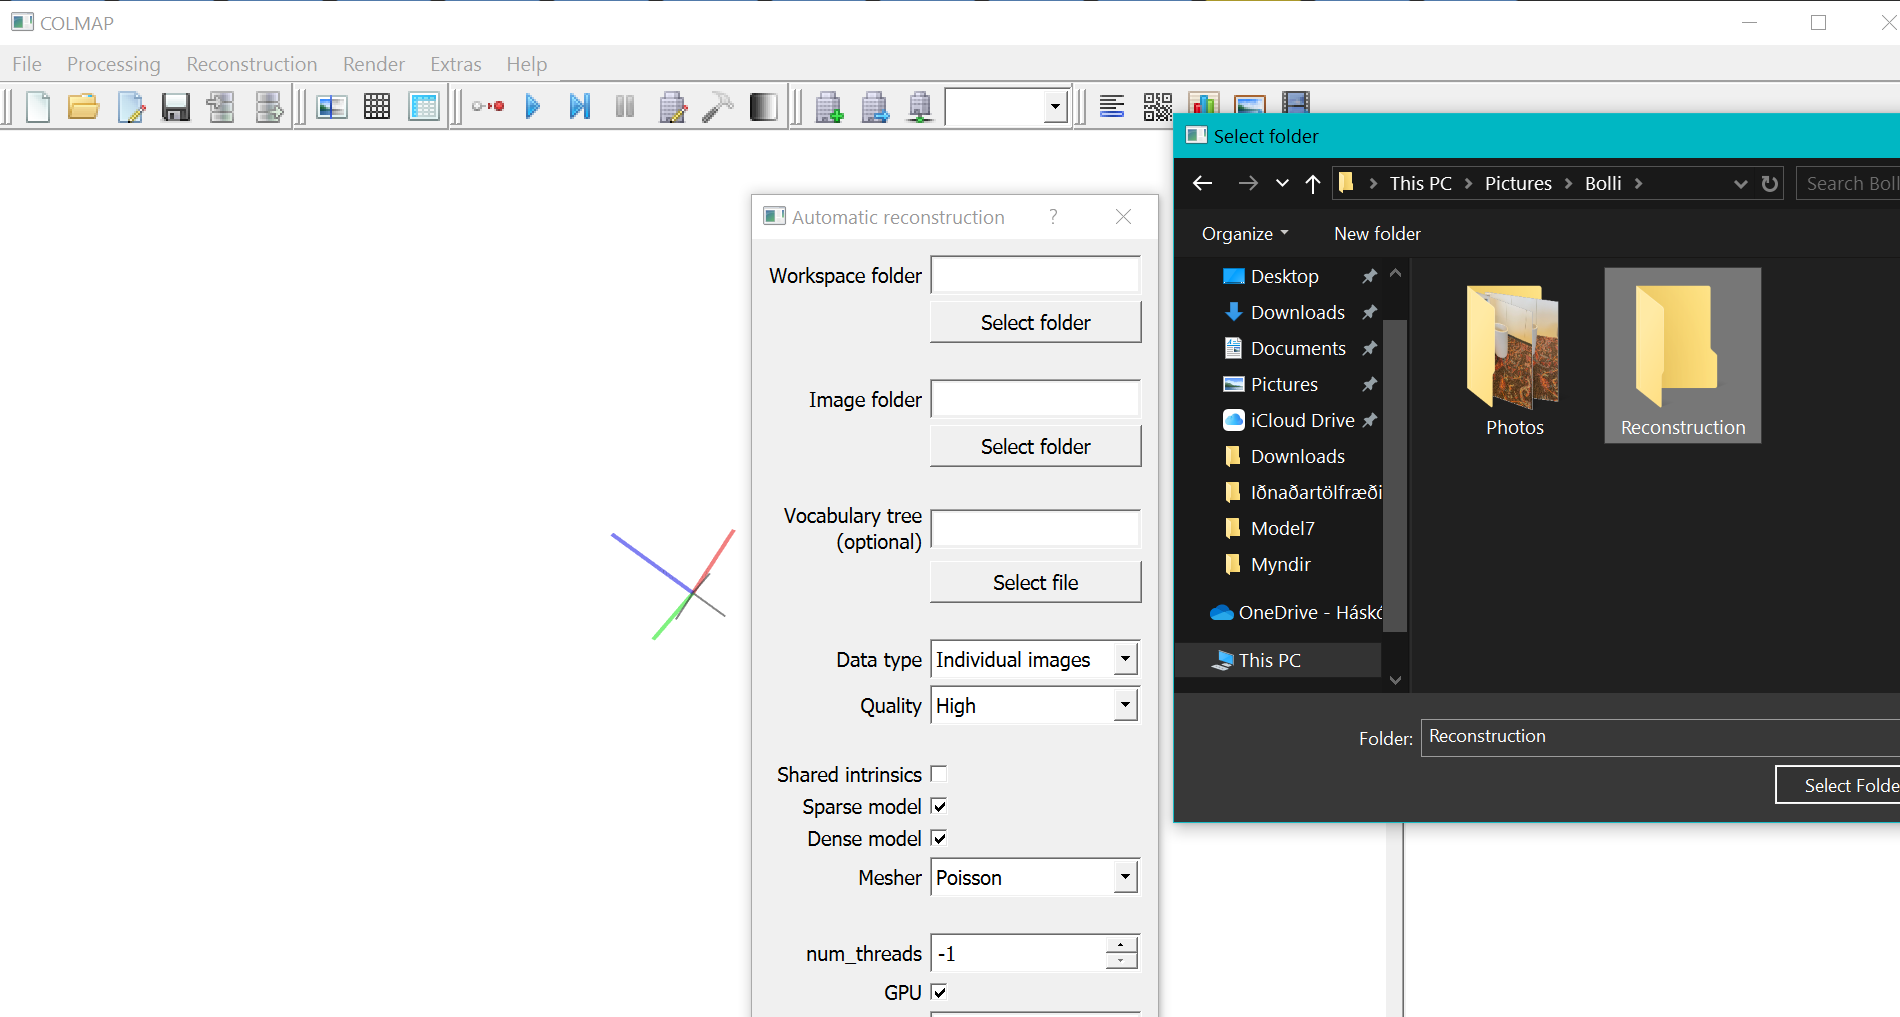 COLMAP
File Processing Reconstruction Render Extras Help
Select folder
This PC Pictures Bolli
Search Boll
Organize New folder
Desktop
Downloads
Documents
Pictures
iCloud Drive
Downloads
Iðnaðartölfræði
Model7
Myndir
OneDrive - Háskó
This PC
Photos
Reconstruction
Folder: Reconstruction
Select Folde
Automatic reconstruction ?
Workspace folder
Select folder
Image folder
Select folder
Vocabulary tree
(optional)
Select file
Data type Individual images
Quality High
Shared intrinsics
Sparse model
Dense model
Mesher Poisson
num_threads -1
GPU